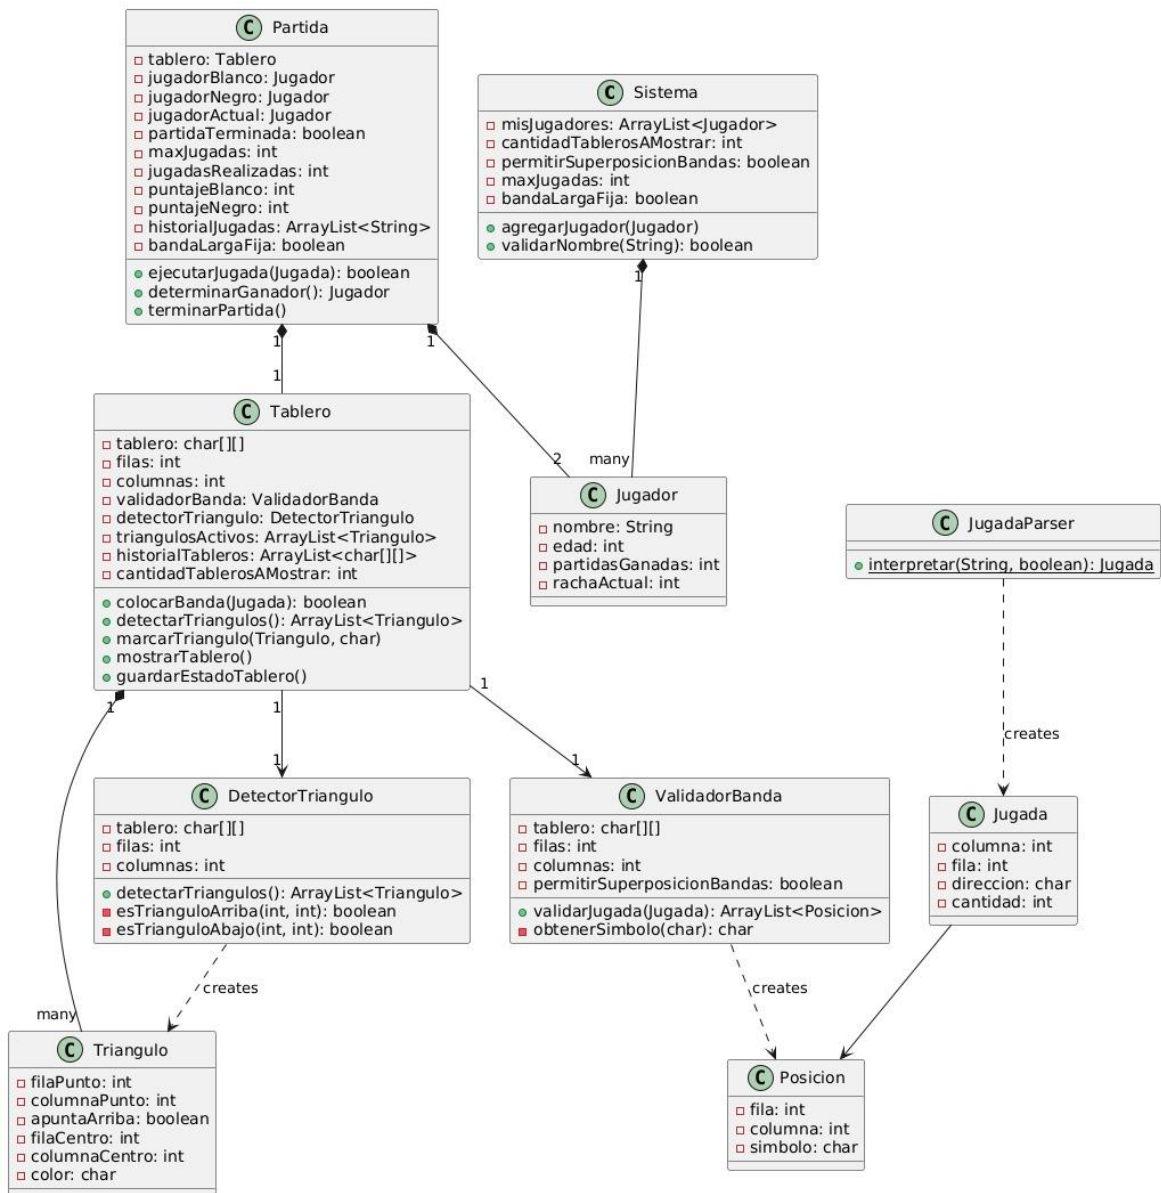 C Partida
tablero: Tablero
jugadorBlanco: Jugador
jugadorNegro: Jugador
jugadorActual: Jugador
partidaTerminada: boolean
maxJugadas: int
jugadasRealizadas: int
puntajeBlanco: int
puntajeNegro: int
historialJugadas: ArrayList<String>
bandaLargaFija: boolean
ejecutarJugada(Jugada): boolean
determinarGanador(): Jugador
terminarPartida()
C Sistema
misJugadores: ArrayList<Jugador>
cantidadTablerosAMostrar: int
permitirSuperposicionBandas: boolean
maxJugadas: int
bandaLargaFija: boolean
agregarJugador(Jugador)
validarNombre(String): boolean
1
1
1
1
2
many
C Tablero
tablero: char[][]
filas: int
columnas: int
validadorBanda: ValidadorBanda
detectorTriangulo: DetectorTriangulo
triangulosActivos: ArrayList<Triangulo>
historialTableros: ArrayList<char[][]>
cantidadTablerosAMostrar: int
colocarBanda(Jugada): boolean
detectarTriangulos(): ArrayList<Triangulo>
marcarTriangulo(Triangulo, char)
mostrarTablero()
guardarEstadoTablero()
C Jugador
nombre: String
edad: int
partidasGanadas: int
rachaActual: int
C JugadaParser
interpretar(String, boolean): Jugada
1
1
1
1
1
creates
C DetectorTriangulo
tablero: char[][]
filas: int
columnas: int
detectarTriangulos(): ArrayList<Triangulo>
esTrianguloArriba(int, int): boolean
esTrianguloAbajo(int, int): boolean
C ValidadorBanda
tablero: char[][]
filas: int
columnas: int
permitirSuperposicionBandas: boolean
validarJugada(Jugada): ArrayList<Posicion>
obtenerSimbolo(char): char
C Jugada
columna: int
fila: int
direccion: char
cantidad: int
creates
creates
many
C Triangulo
filaPunto: int
columnaPunto: int
apuntaArriba: boolean
filaCentro: int
columnaCentro: int
color: char
C Posicion
fila: int
columna: int
simbolo: char